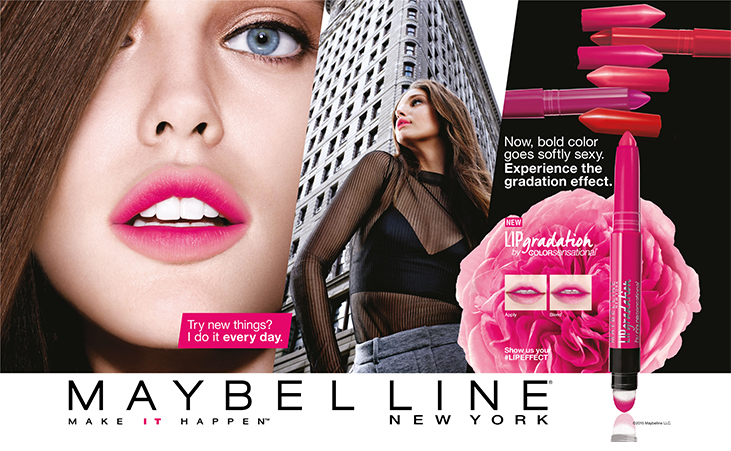 Try new things?
I do it every day.
Now, bold color
goes softly sexy.
Experience the
gradation effect.
NEW
LIPgradation
by COLORsensational
Apply
Blend
Show us your
#LIPEFFECT
MAYBELLINE®
MAKE IT HAPPEN™
NEW YORK
©2015 Maybelline LLC.